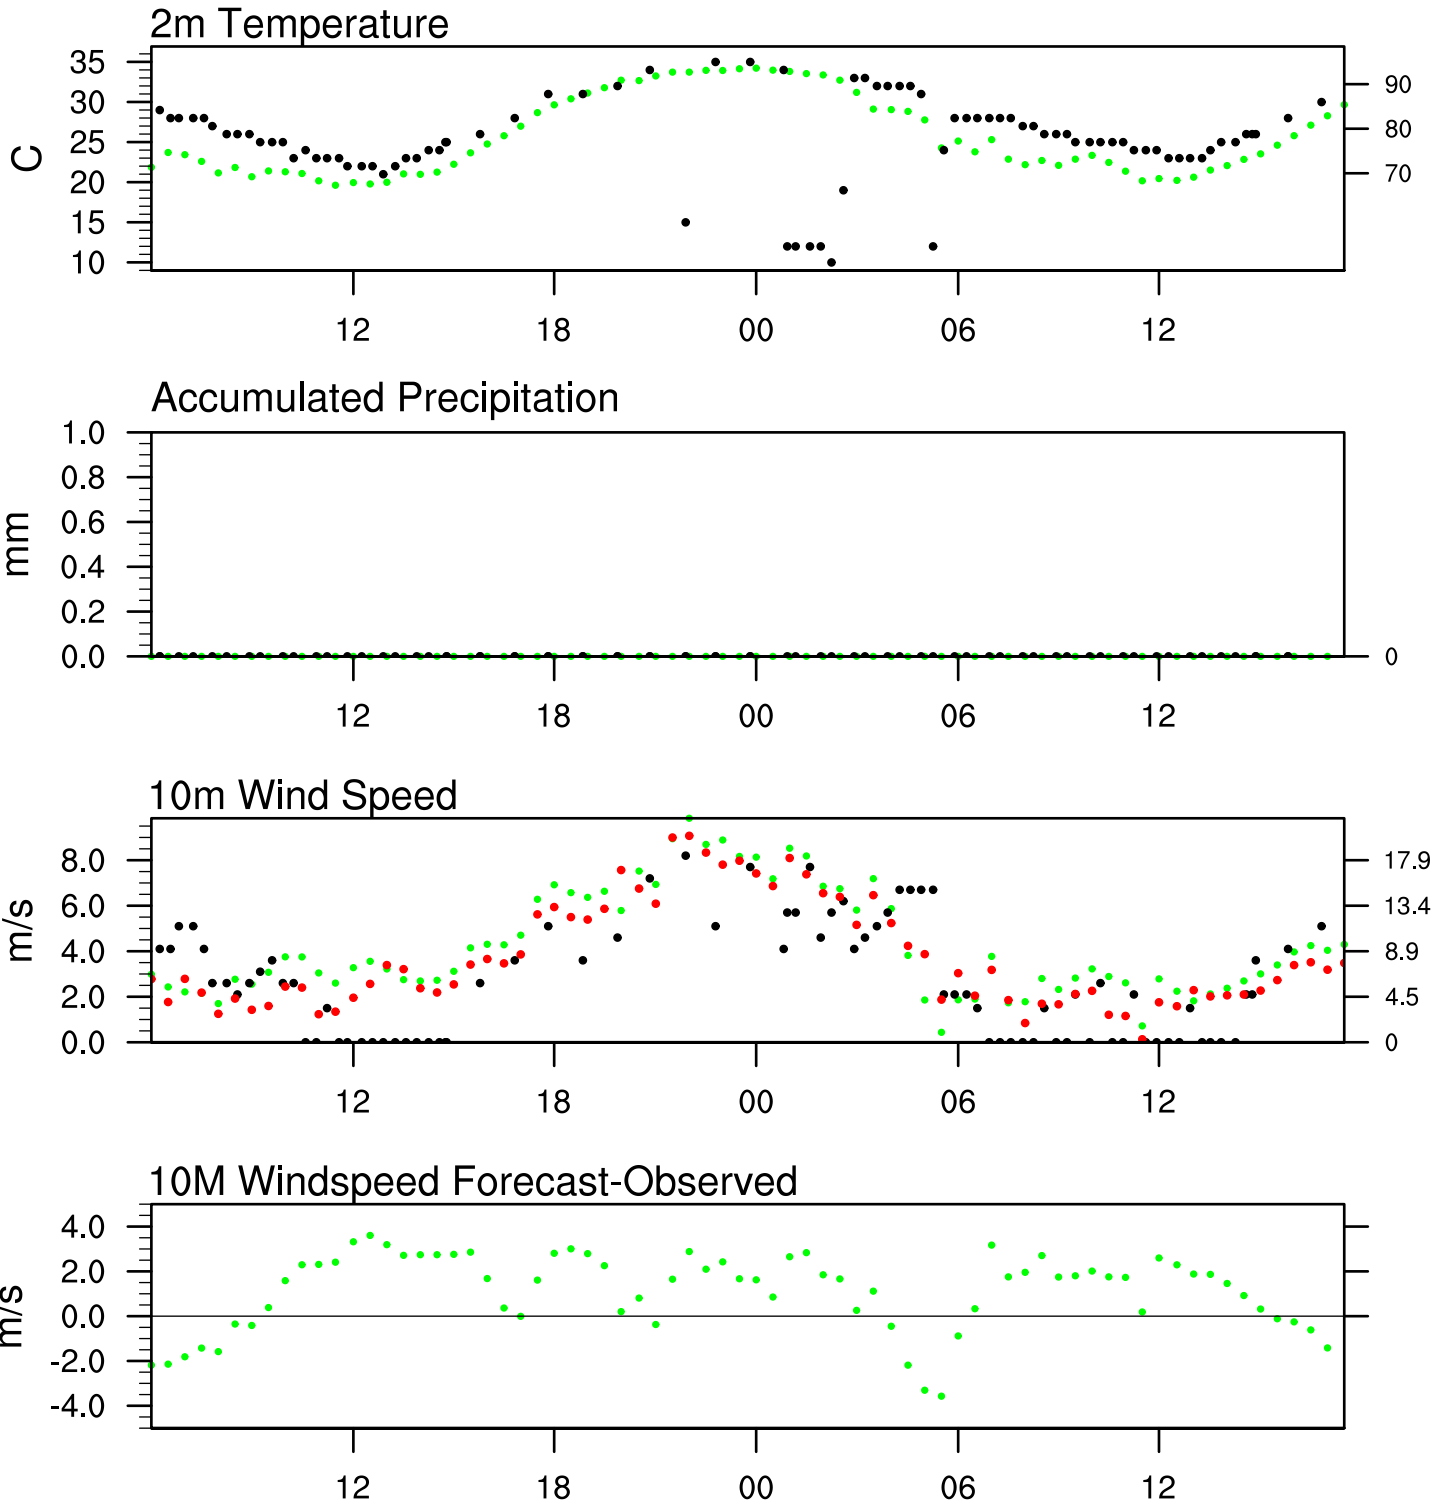 2m Temperature
35
30
25
20
15
10
C
90
80
70
12 18 00 06 12
Accumulated Precipitation
1.0
0.8
0.6
0.4
0.2
0.0
mm
0
12 18 00 06 12
10m Wind Speed
8.0
6.0
4.0
2.0
0.0
m/s
17.9
13.4
8.9
4.5
0
12 18 00 06 12
10M Windspeed Forecast-Observed
4.0
2.0
0.0
-2.0
-4.0
m/s
12 18 00 06 12